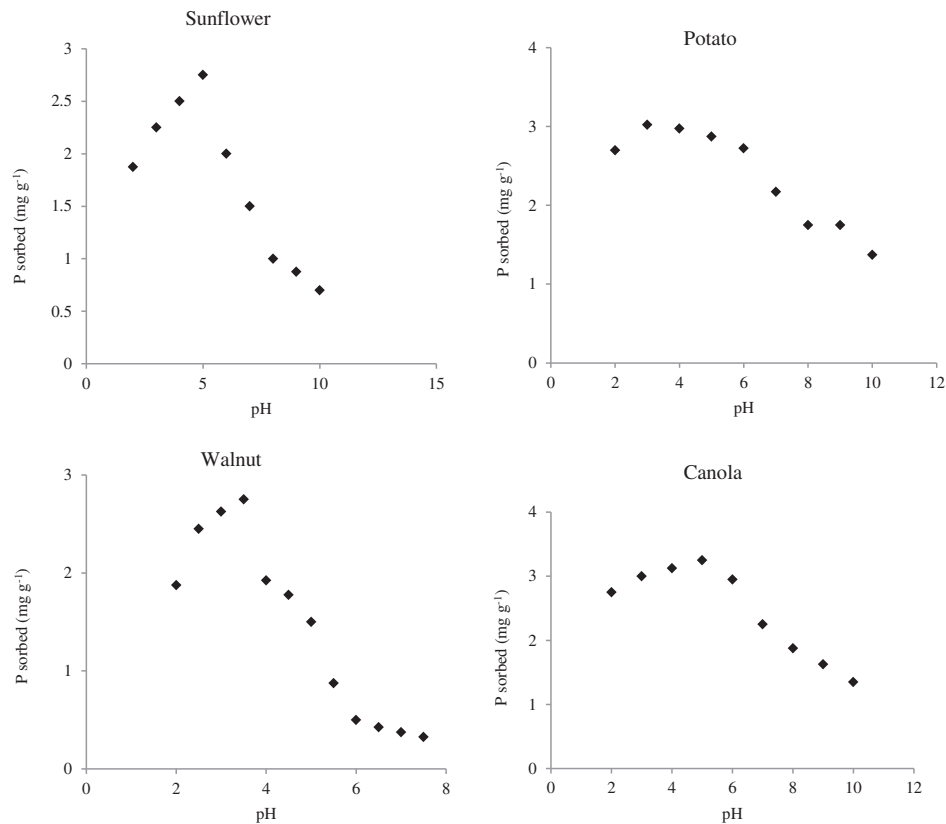 Sunflower
3
2.5
2
1.5
1
0.5
0
P sorbed (mg g⁻¹)
0 5 10 15
pH
Potato
4
3
2
1
0
P sorbed (mg g⁻¹)
0 2 4 6 8 10 12
pH
Walnut
3
2
1
0
P sorbed (mg g⁻¹)
0 2 4 6 8
pH
Canola
4
3
2
1
0
P sorbed (mg g⁻¹)
0 2 4 6 8 10 12 14
pH